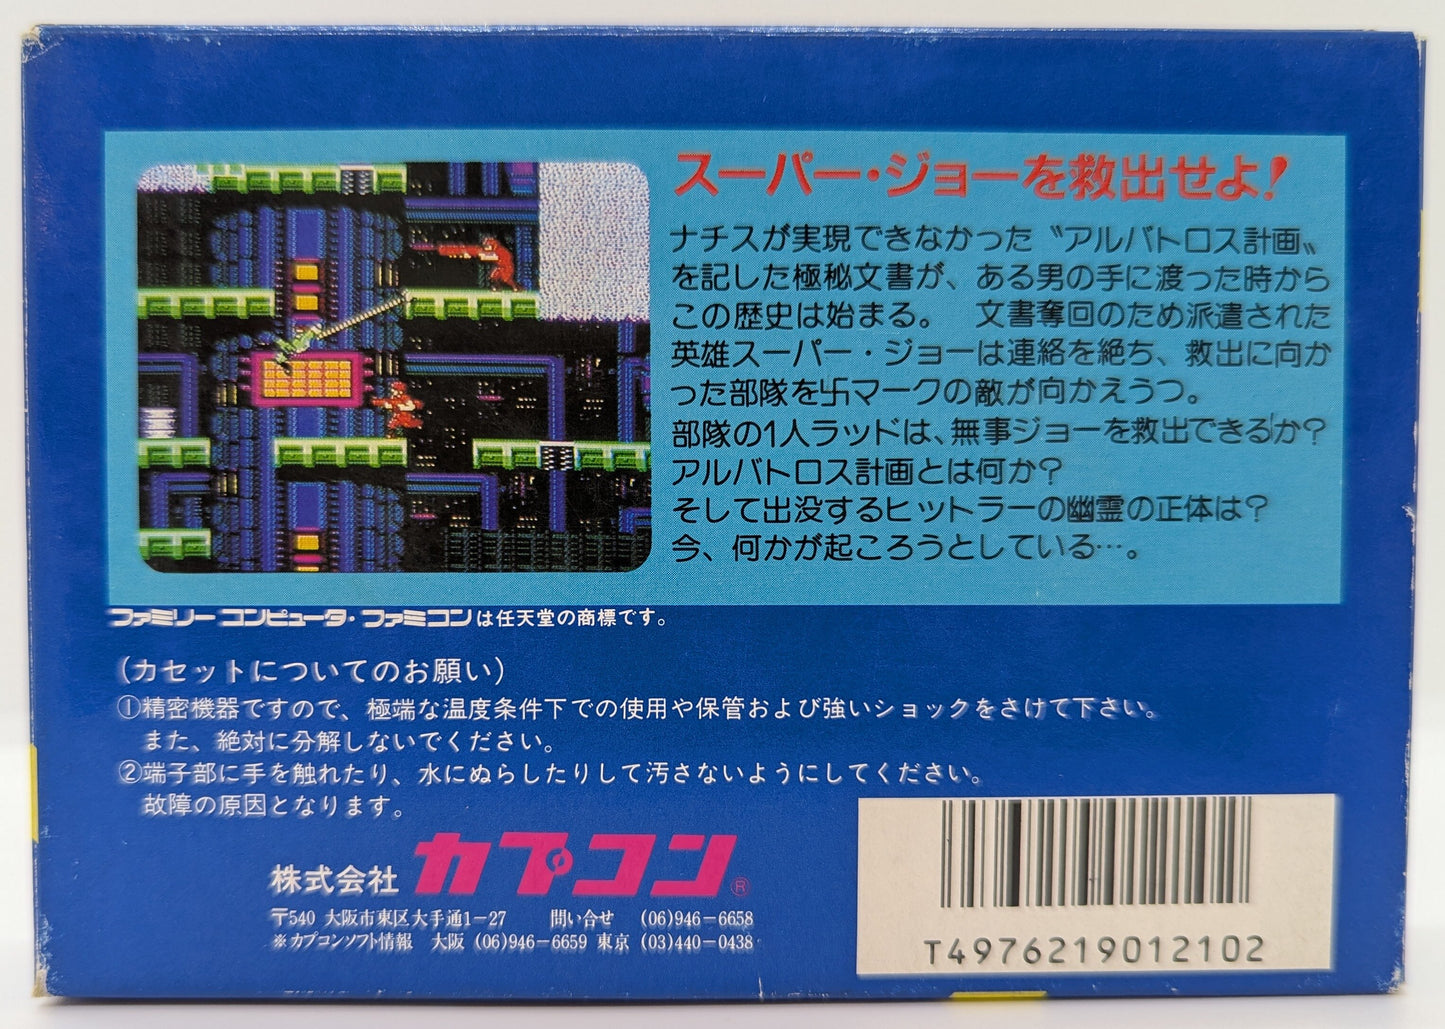 スーパー・ジョーを救出せよ!
ナチスが実現できなかった〝アルバトロス計画〟
を記した極秘文書が、ある男の手に渡った時から
この歴史は始まる。 文書奪回のため派遣された
英雄スーパー・ジョーは連絡を絶ち、救出に向か
った部隊を卐マークの敵が向かえうつ。
部隊の1人ラッドは、無事ジョーを救出できるか?
アルバトロス計画とは何か?
そして出没するヒットラーの幽霊の正体は?
今、何かが起ころうとしている…。
ファミリーコンピュータ・ファミコンは任天堂の商標です。
(カセットについてのお願い)
①精密機器ですので、極端な温度条件下での使用や保管および強いショックをさけて下さい。
また、絶対に分解しないでください。
②端子部に手を触れたり、水にぬらしたりして汚さないようにしてください。
故障の原因となります。
株式会社 カプコン®
〒540 大阪市東区大手通1-27 問い合せ (06)946-6658
※カプコンソフト情報 大阪 (06)946-6659 東京 (03)440-0438
T4976219012102